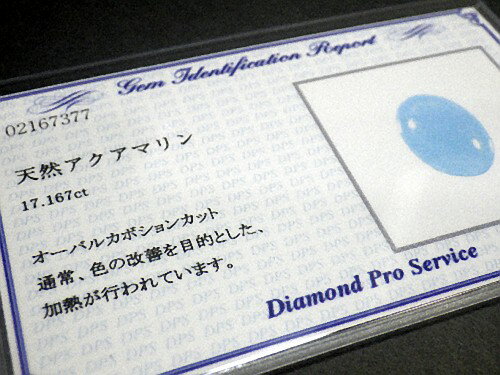 Gem Identification Report
02167377
天然アクアマリン
17.167ct
オーバルカボションカット
通常、色の改善を目的とした、
加熱が行われています。
Diamond Pro Service